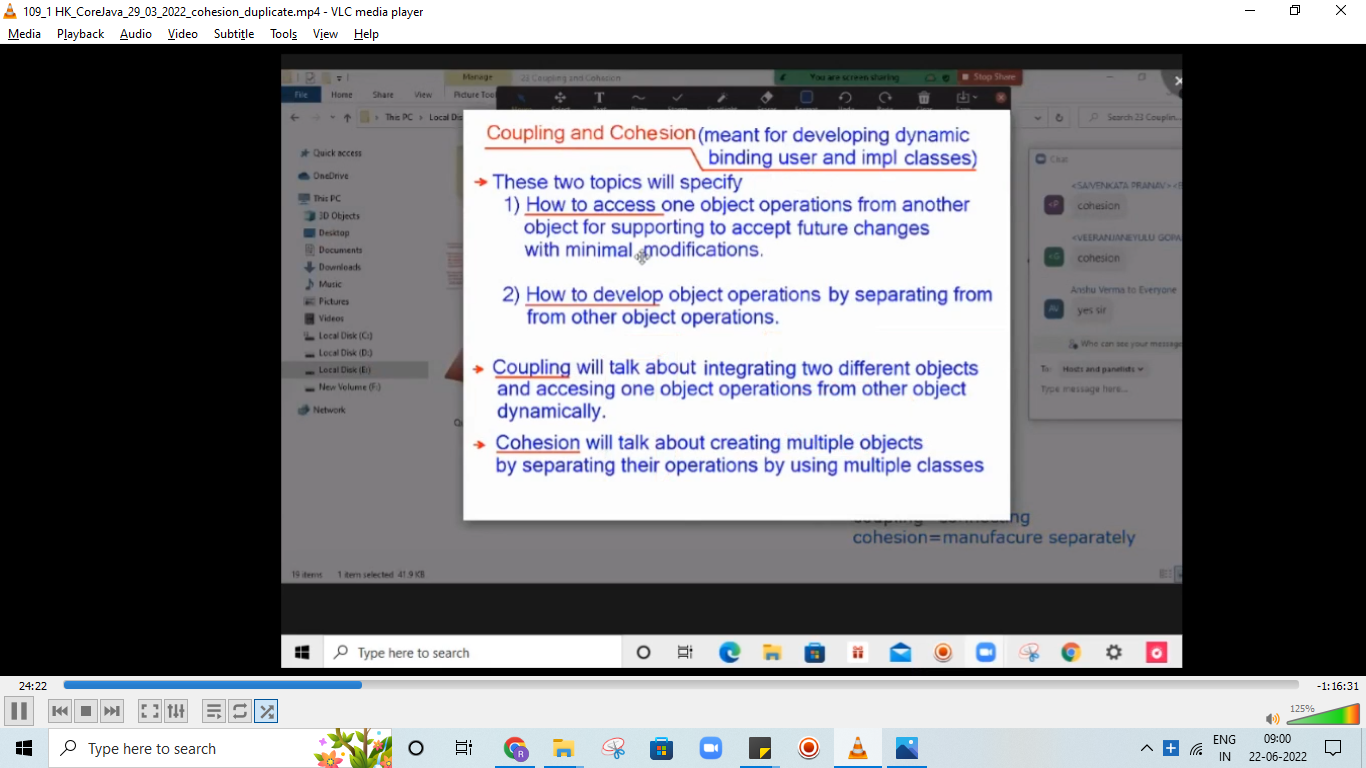 109_1 HK_CoreJava_29_03_2022_cohesion_duplicate.mp4 - VLC media player
Media Playback Audio Video Subtitle Tools View Help
Manage 23 Coupling and Cohesion
You are screen sharing Stop Share
File Home Share View Picture Tools
This PC Local Dis
Search 23 Couplin...
Quick access
OneDrive
This PC
3D Objects
Desktop
Documents
Downloads
Music
Pictures
Videos
Local Disk (C:)
Local Disk (D:)
Local Disk (E:)
New Volume (F:)
Network
Coupling and Cohesion (meant for developing dynamic
binding user and impl classes)
These two topics will specify
1) How to access one object operations from another
object for supporting to accept future changes
with minimal modifications.
2) How to develop object operations by separating from
from other object operations.
Coupling will talk about integrating two different objects
and accesing one object operations from other object
dynamically.
Cohesion will talk about creating multiple objects
by separating their operations by using multiple classes
cohesion=manufacure separately
Chat
<SAIVENKATA PRANAV><
<P cohesion
<VEERANJANEYULU GOPA
<G cohesion
Anshu Verma to Everyone
AV yes sir
Who can see your message
To: Hosts and panelists
Type message here...
19 items 1 item selected 41.9 KB
Type here to search
24:22 -1:16:31
125%
Type here to search
ENG 09:00
IN 22-06-2022